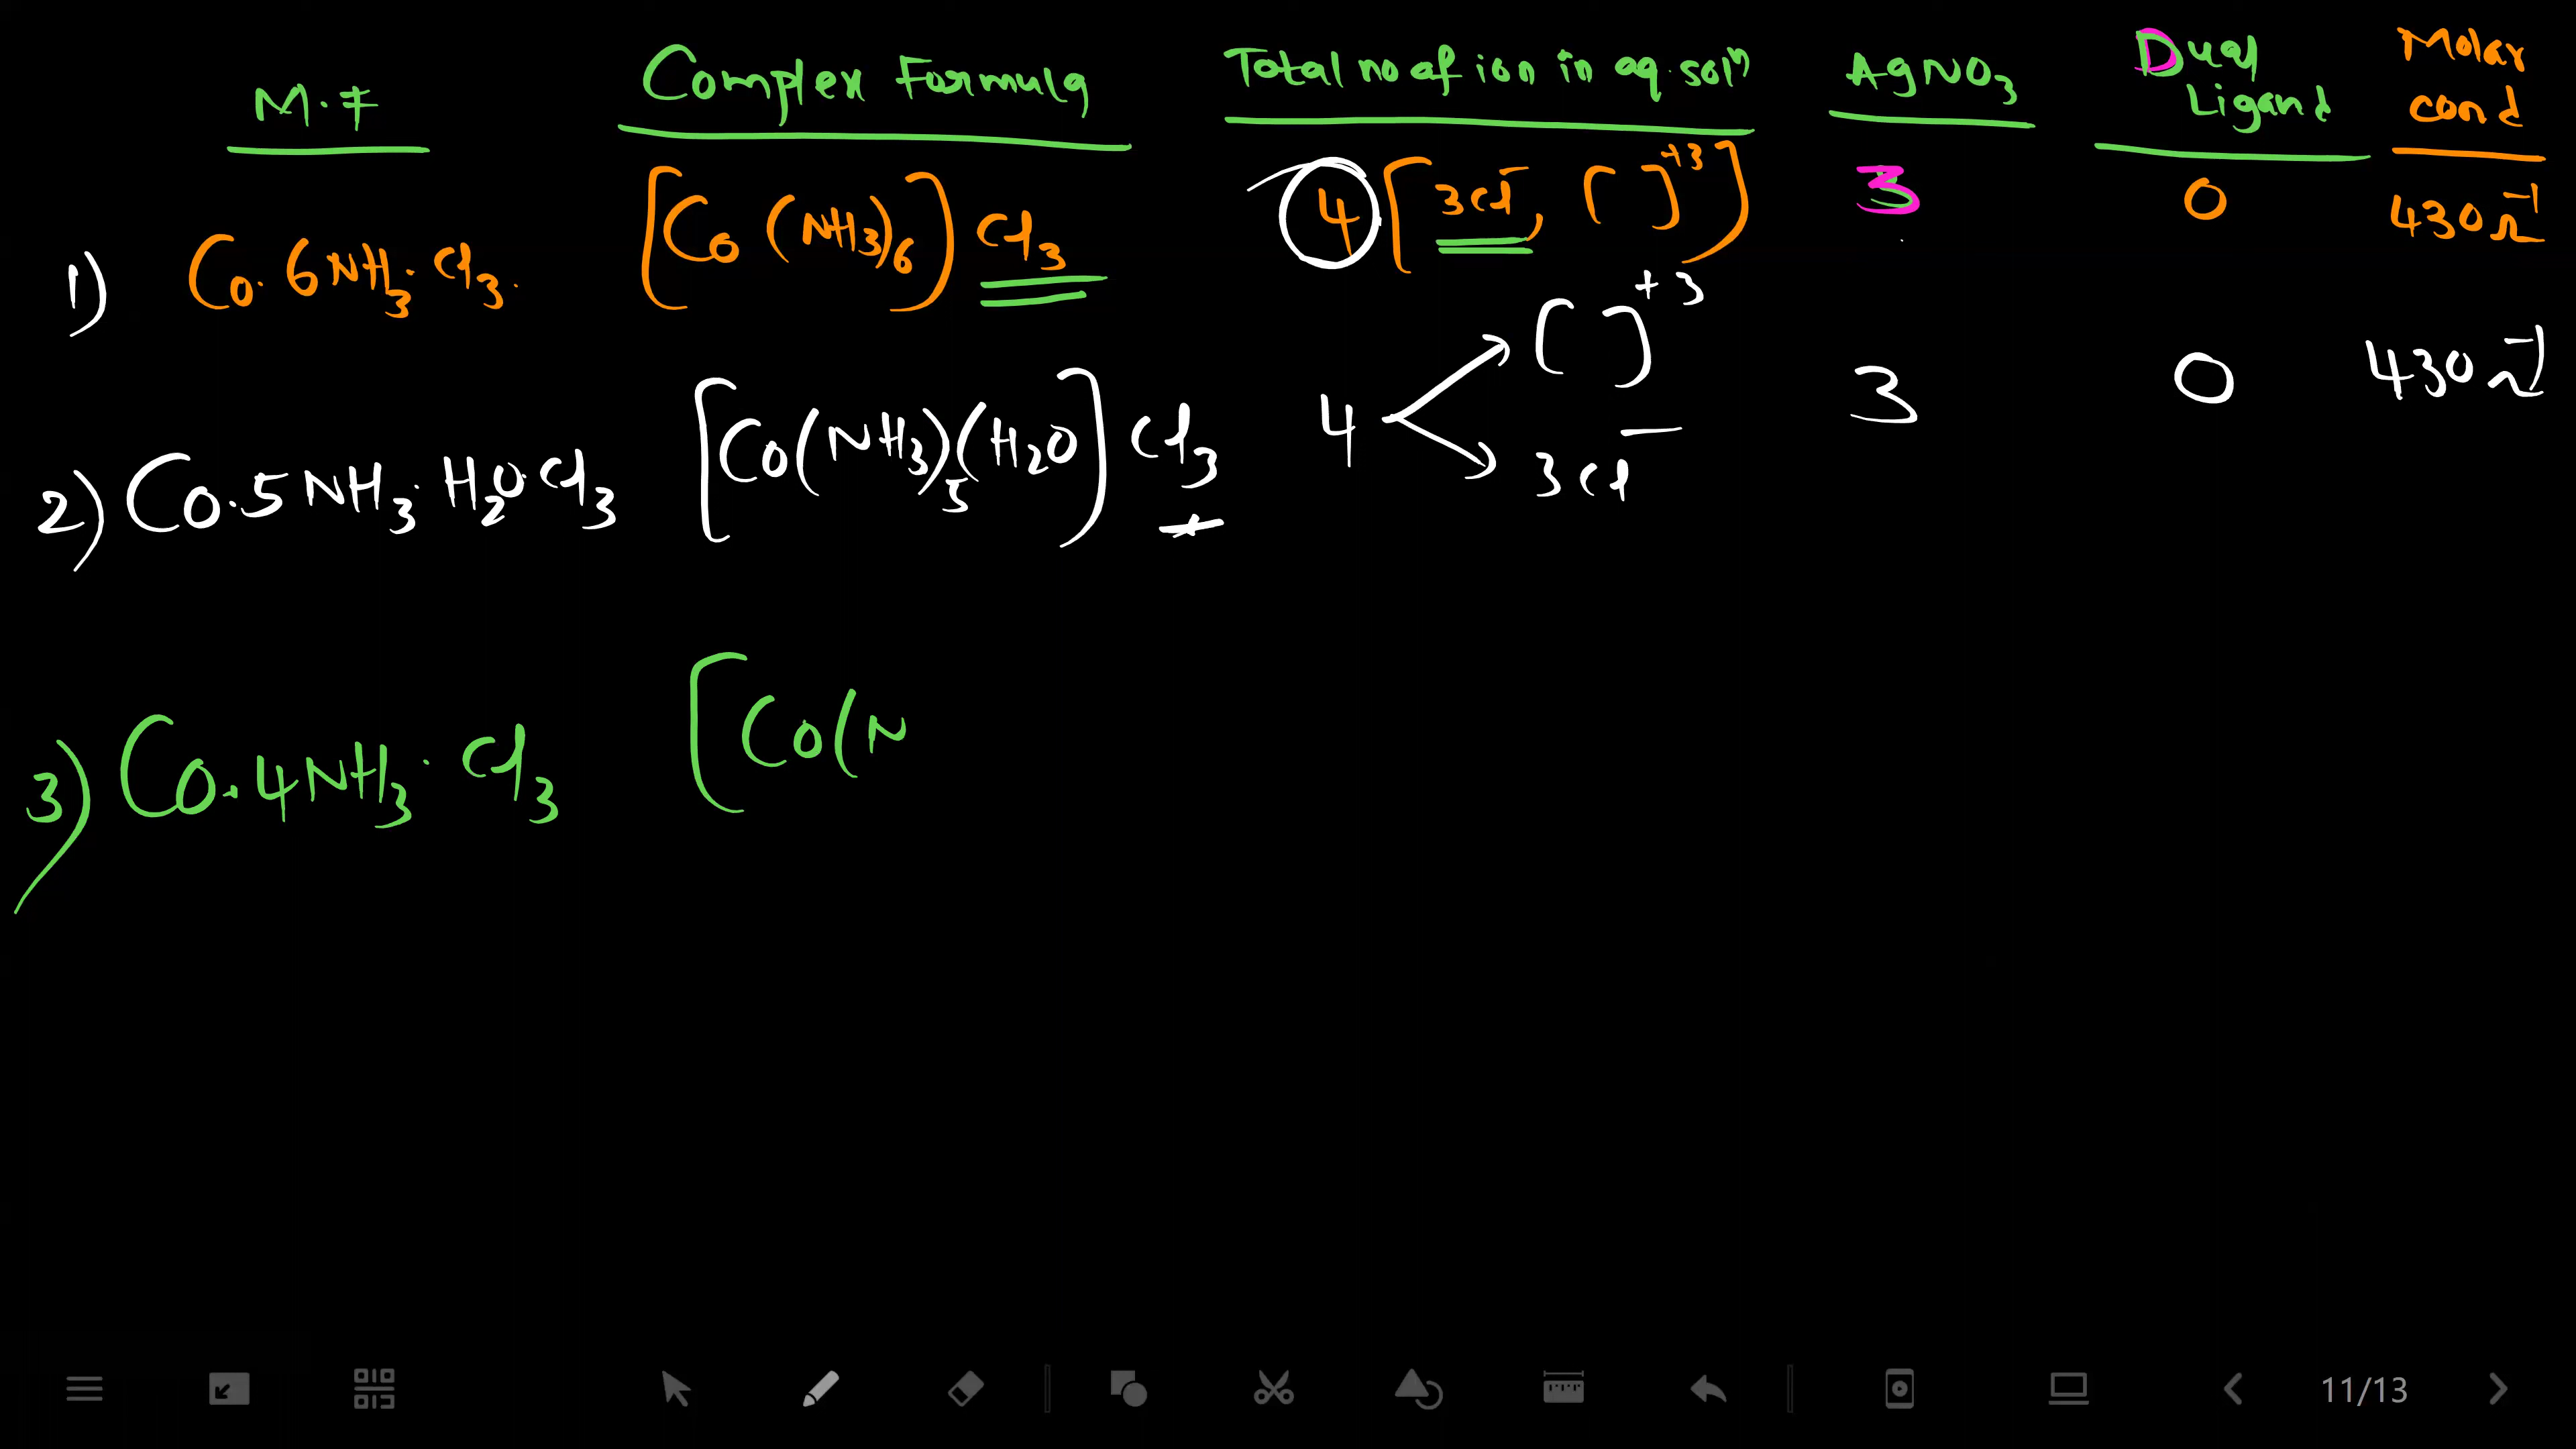 M.F Complex Formula Total no of ion in aq. solⁿ AgNO₃ Dual Ligand Molar cond
1) Co.6NH₃.Cl₃. [Co(NH₃)₆]Cl₃ 4[3Cl⁻, [ ]⁺³] 3 0 430Ω⁻¹
2) Co.5NH₃.H₂O.Cl₃ [Co(NH₃)₅(H₂O]Cl₃ 4 [ ]⁺³ 3Cl⁻ 3 0 430Ω⁻¹
3) Co.4NH₃.Cl₃ [Co(N
11/13